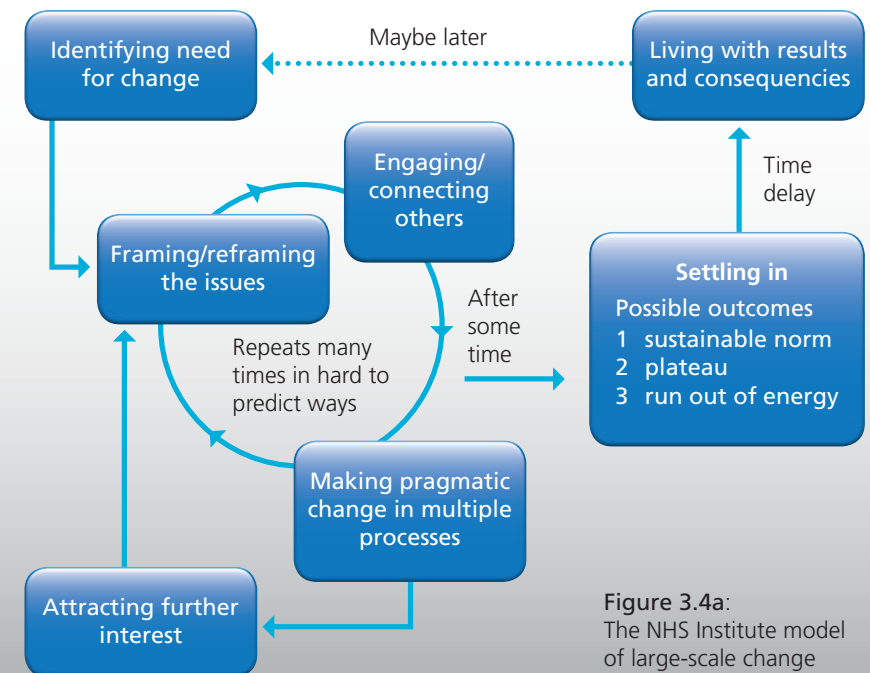 Identifying need
for change
Maybe later
Living with results
and consequencies
Engaging/
connecting
others
Time
delay
Framing/reframing
the issues
After
some
time
Settling in
Possible outcomes
1 sustainable norm
2 plateau
3 run out of energy
Repeats many
times in hard to
predict ways
Making pragmatic
change in multiple
processes
Attracting further
interest
Figure 3.4a:
The NHS Institute model
of large-scale change